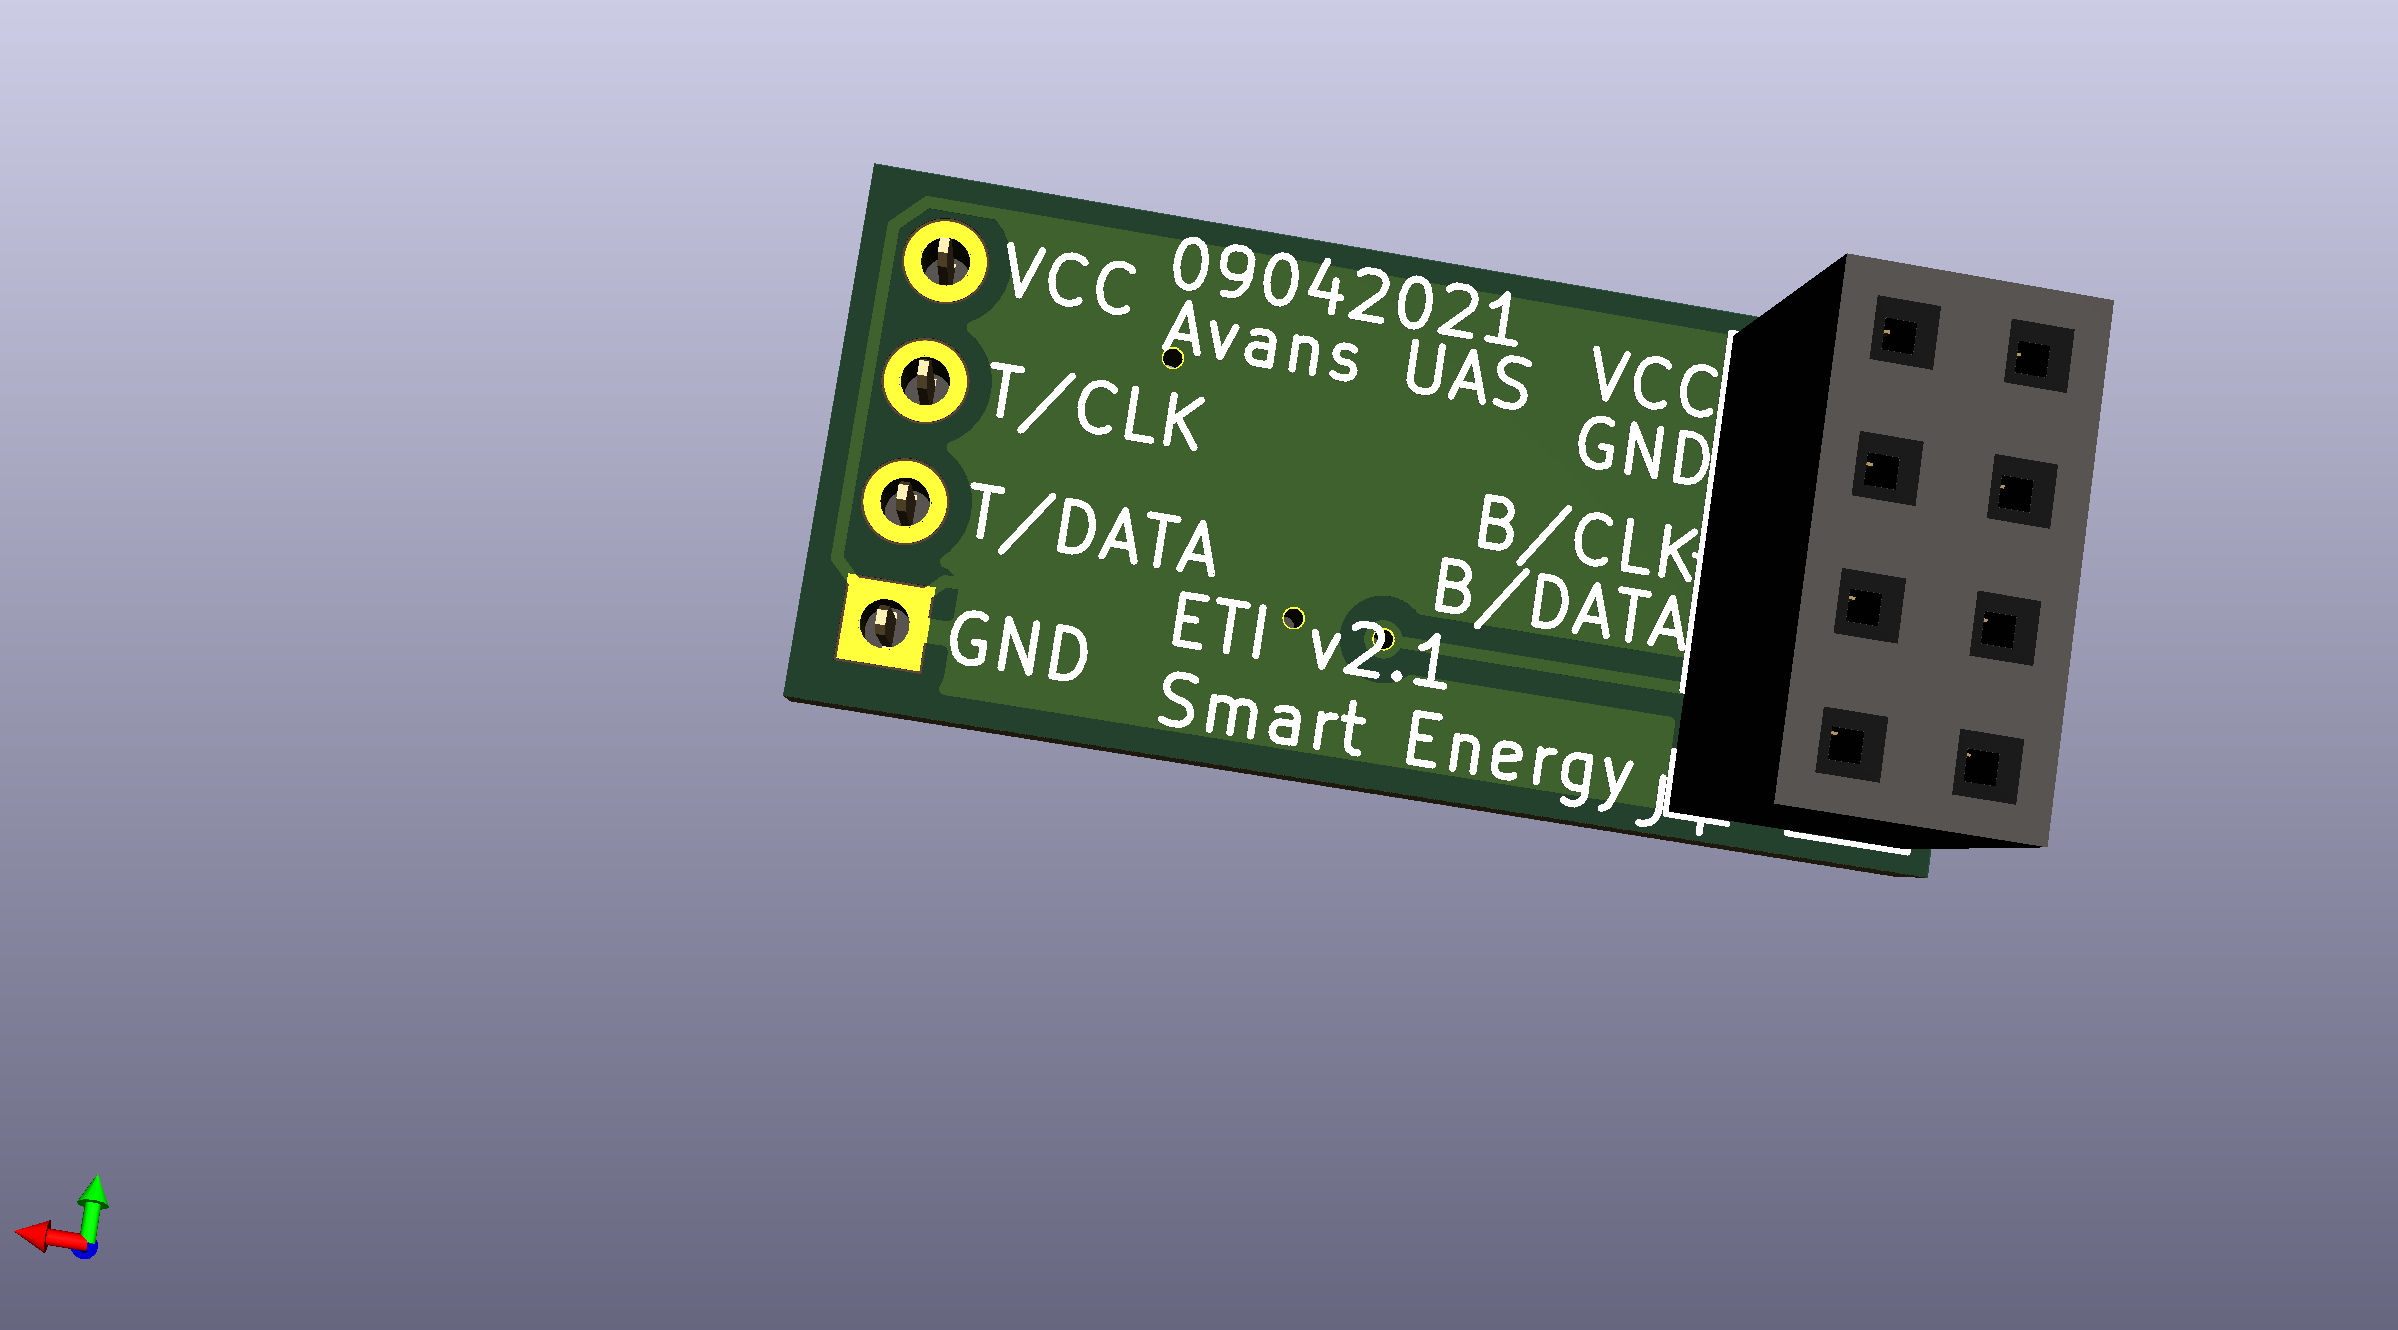 VCC
09042021
Avans UAS
T/CLK
T/DATA
GND
VCC
GND
B/CLK
B/DATA
ETI v2.1
Smart Energy